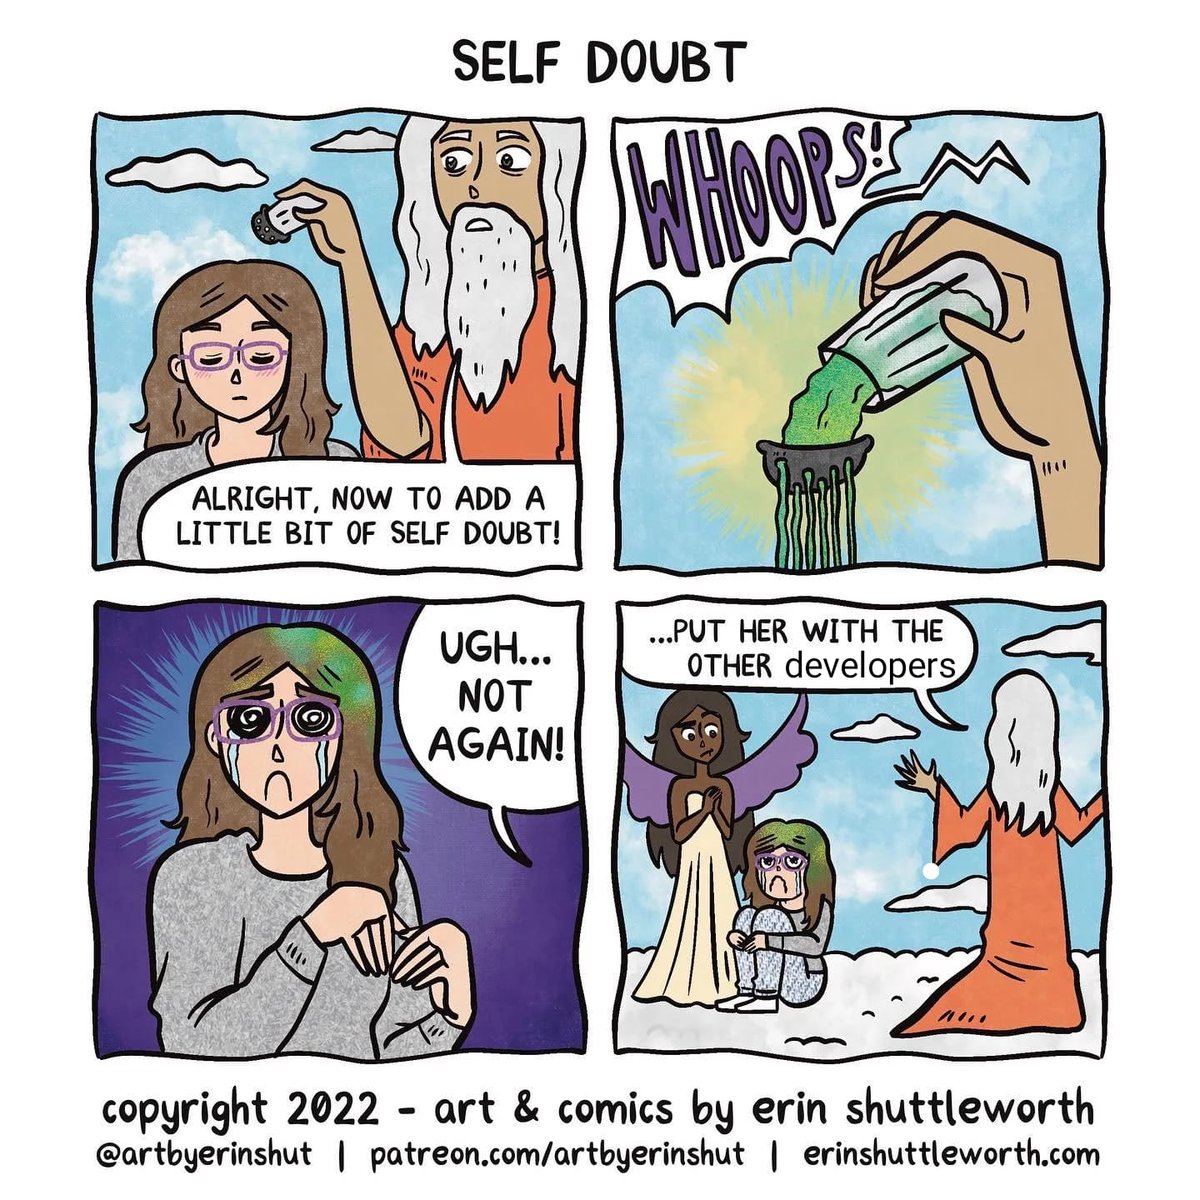 SELF DOUBT
ALRIGHT, NOW TO ADD A
LITTLE BIT OF SELF DOUBT!
WHOOPS!
UGH...
NOT
AGAIN!
...PUT HER WITH THE
OTHER developers
copyright 2022 - art & comics by erin shuttleworth
@artbyerinshut | patreon.com/artbyerinshut | erinshuttleworth.com